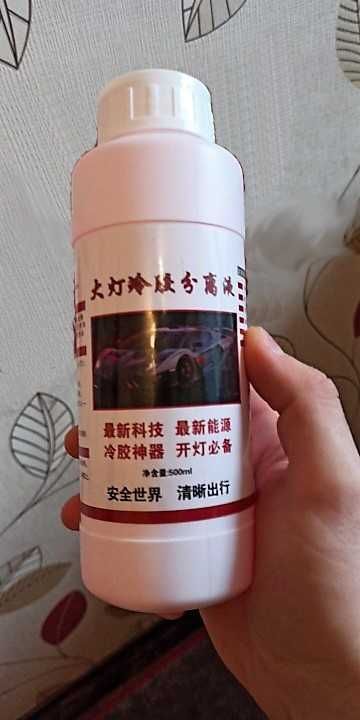 大灯冷胶分离液
最新科技 最新能源
冷胶神器 开灯必备
净含量:500ml
安全世界 清晰出行